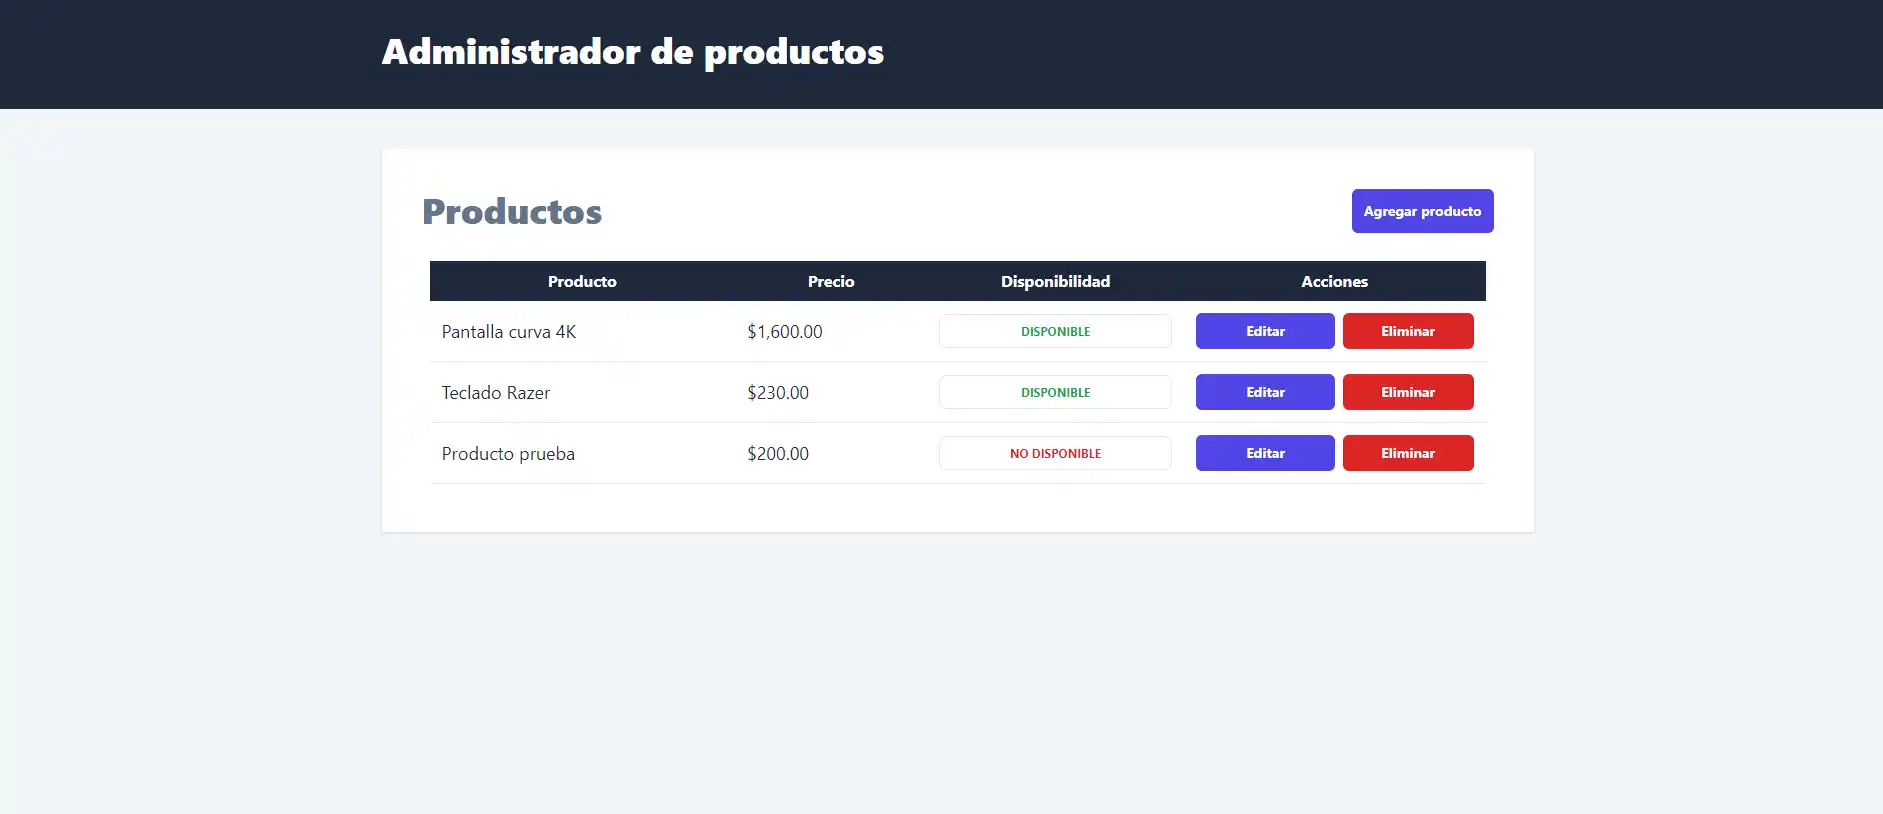 Administrador de productos
Productos
Agregar producto
Producto Precio Disponibilidad Acciones
Pantalla curva 4K $1,600.00 DISPONIBLE Editar Eliminar
Teclado Razer $230.00 DISPONIBLE Editar Eliminar
Producto prueba $200.00 NO DISPONIBLE Editar Eliminar